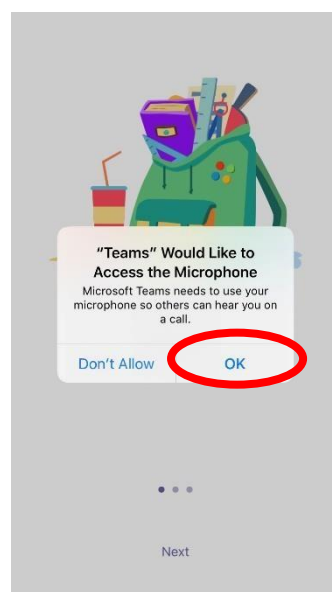 "Teams" Would Like to
Access the Microphone
Microsoft Teams needs to use your
microphone so others can hear you on
a call.
Don't Allow
OK
Next